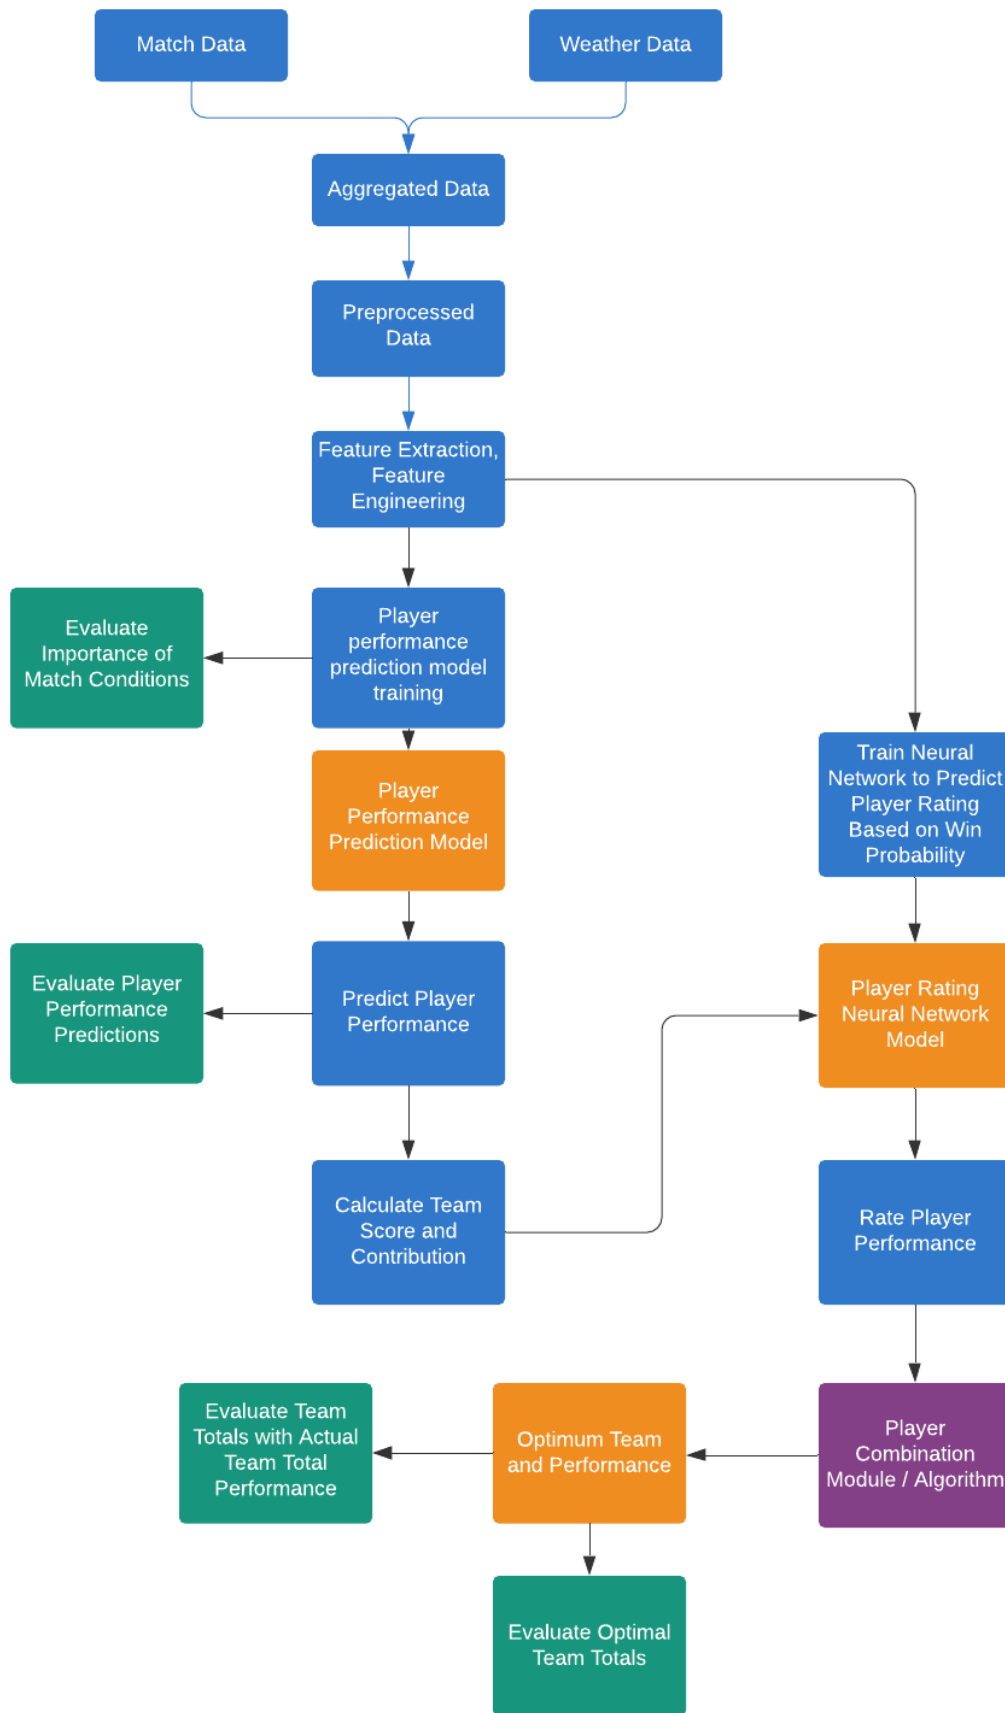 Match Data
Weather Data
Aggregated Data
Preprocessed
Data
Feature Extraction,
Feature
Engineering
Evaluate
Importance of
Match Conditions
Player
performance
prediction model
training
Player
Performance
Prediction Model
Train Neural
Network to Predict
Player Rating
Based on Win
Probability
Evaluate Player
Performance
Predictions
Predict Player
Performance
Player Rating
Neural Network
Model
Calculate Team
Score and
Contribution
Rate Player
Performance
Evaluate Team
Totals with Actual
Team Total
Performance
Optimum Team
and Performance
Player
Combination
Module / Algorithm
Evaluate Optimal
Team Totals